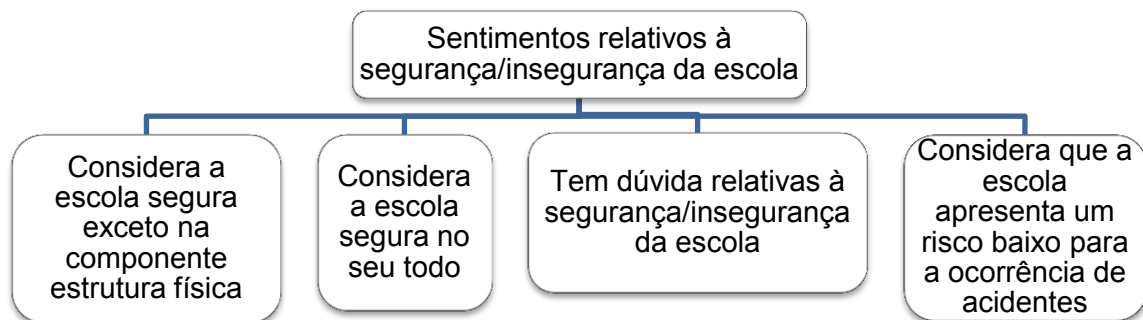 Sentimentos relativos à
segurança/insegurança da escola
Considera a
escola segura
exceto na
componente
estrutura física
Considera
a escola
segura no
seu todo
Tem dúvida relativas à
segurança/insegurança
da escola
Considera que a
escola
apresenta um
risco baixo para
a ocorrência de
acidentes